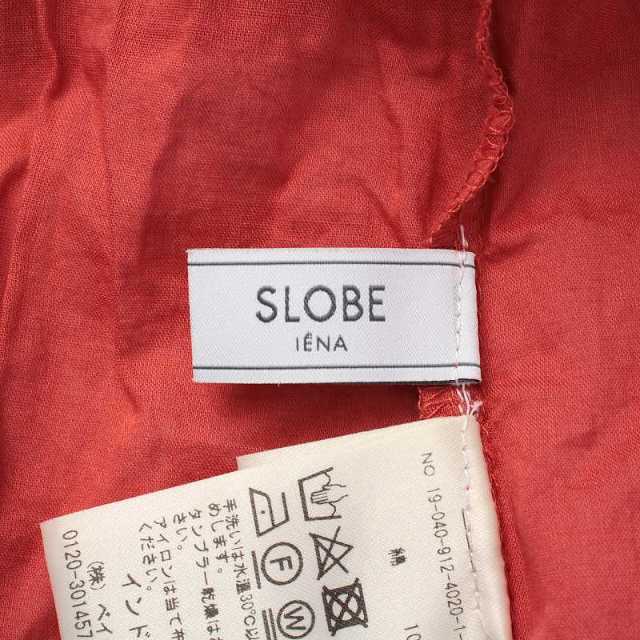 SLOBE
IÉNA
NO 19-040-912-4020-1
綿
10
手洗いは水温30℃以
めします。
タンブラー乾燥は
さい。
アイロンは当て
ください。
インド
(株) ベイ
0120-301457
F
W